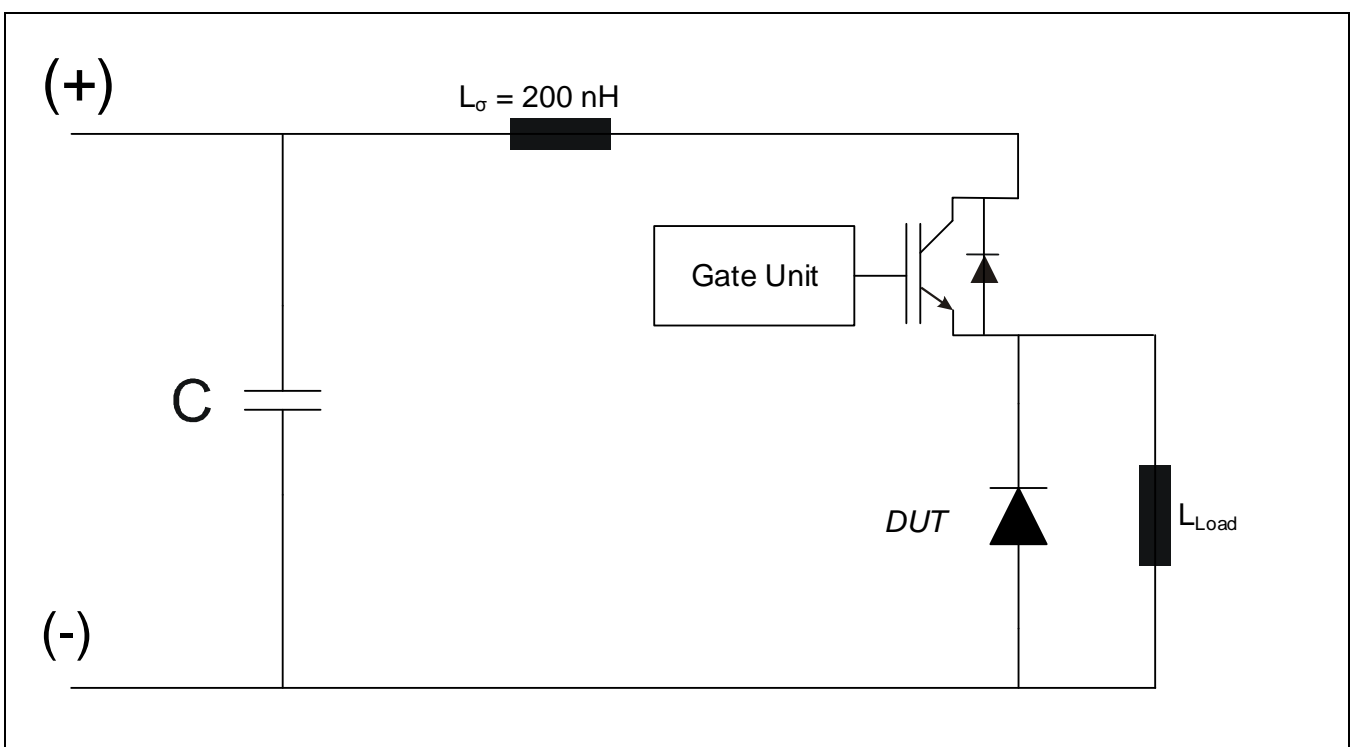 (+)
Lσ = 200 nH
Gate Unit
C
DUT
LLoad
(-)